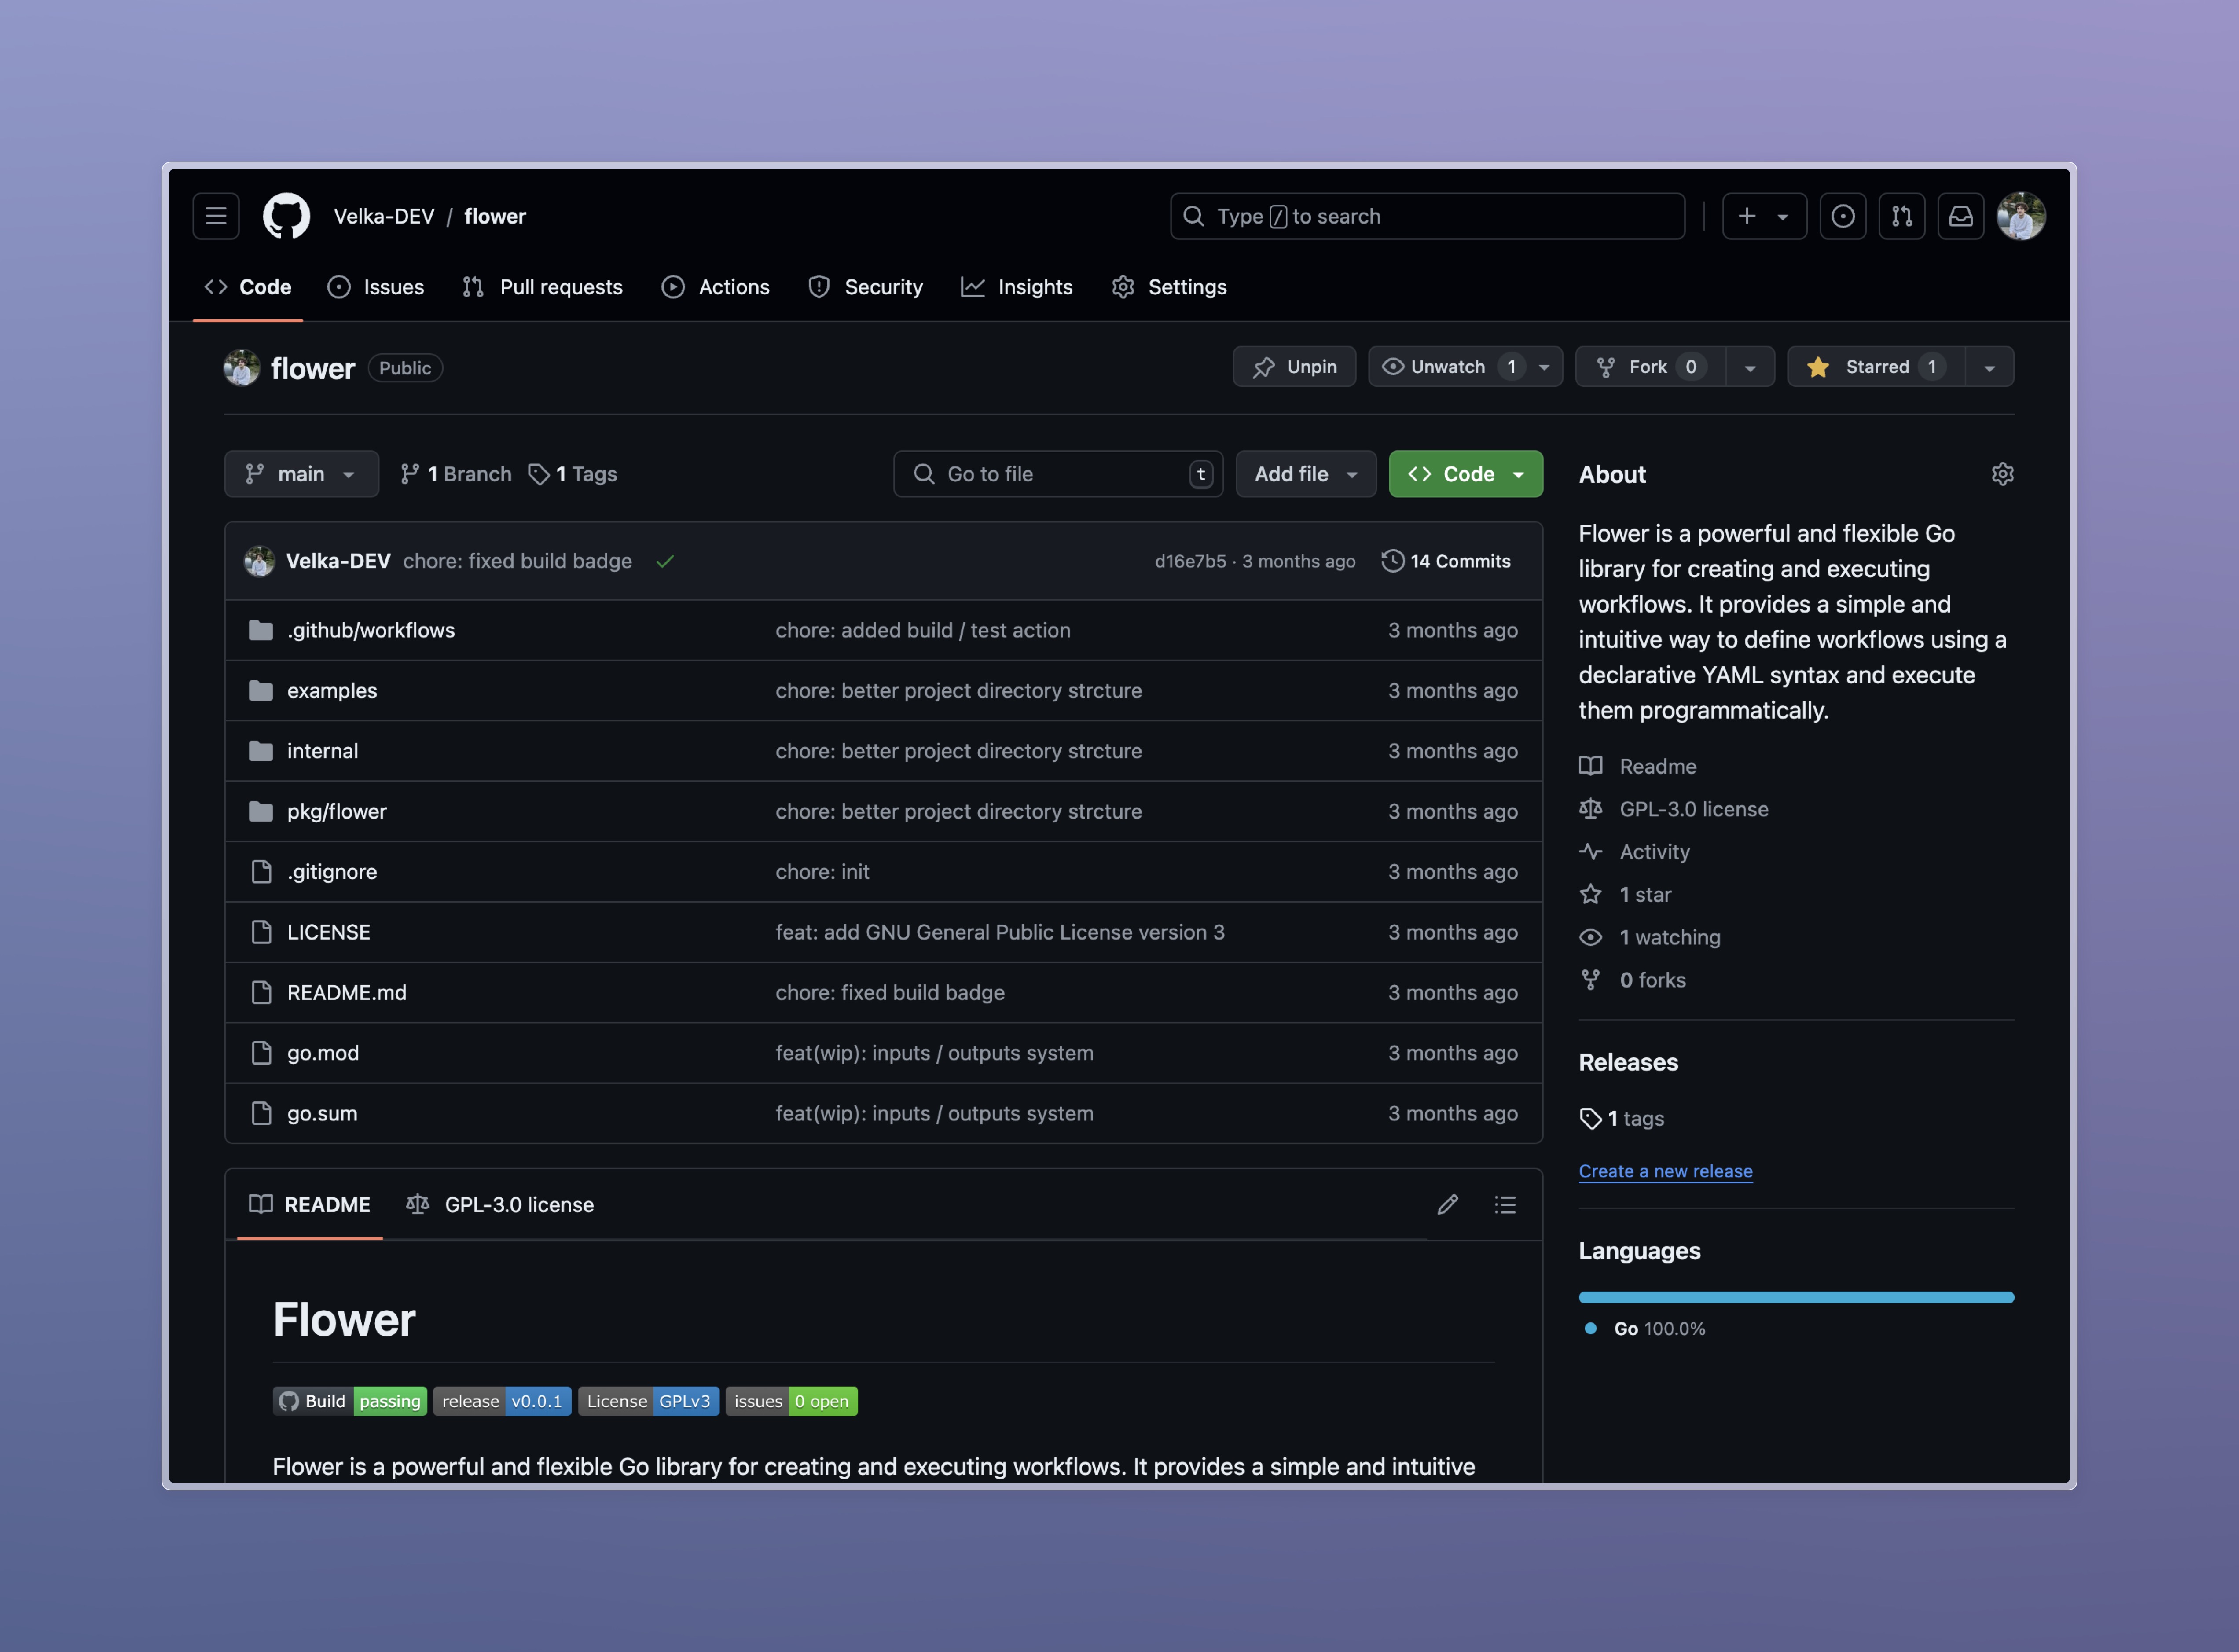 Velka-DEV / flower
Type / to search
Code Issues Pull requests Actions Security Insights Settings
flower Public
Unpin Unwatch 1 Fork 0 Starred 1
main 1 Branch 1 Tags
Go to file t Add file Code
Velka-DEV chore: fixed build badge d16e7b5 · 3 months ago 14 Commits
.github/workflows chore: added build / test action 3 months ago
examples chore: better project directory strcture 3 months ago
internal chore: better project directory strcture 3 months ago
pkg/flower chore: better project directory strcture 3 months ago
.gitignore chore: init 3 months ago
LICENSE feat: add GNU General Public License version 3 3 months ago
README.md chore: fixed build badge 3 months ago
go.mod feat(wip): inputs / outputs system 3 months ago
go.sum feat(wip): inputs / outputs system 3 months ago
README GPL-3.0 license
Flower
Build passing release v0.0.1 License GPLv3 issues 0 open
Flower is a powerful and flexible Go library for creating and executing workflows. It provides a simple and intuitive
About
Flower is a powerful and flexible Go
library for creating and executing
workflows. It provides a simple and
intuitive way to define workflows using a
declarative YAML syntax and execute
them programmatically.
Readme
GPL-3.0 license
Activity
1 star
1 watching
0 forks
Releases
1 tags
Create a new release
Languages
Go 100.0%